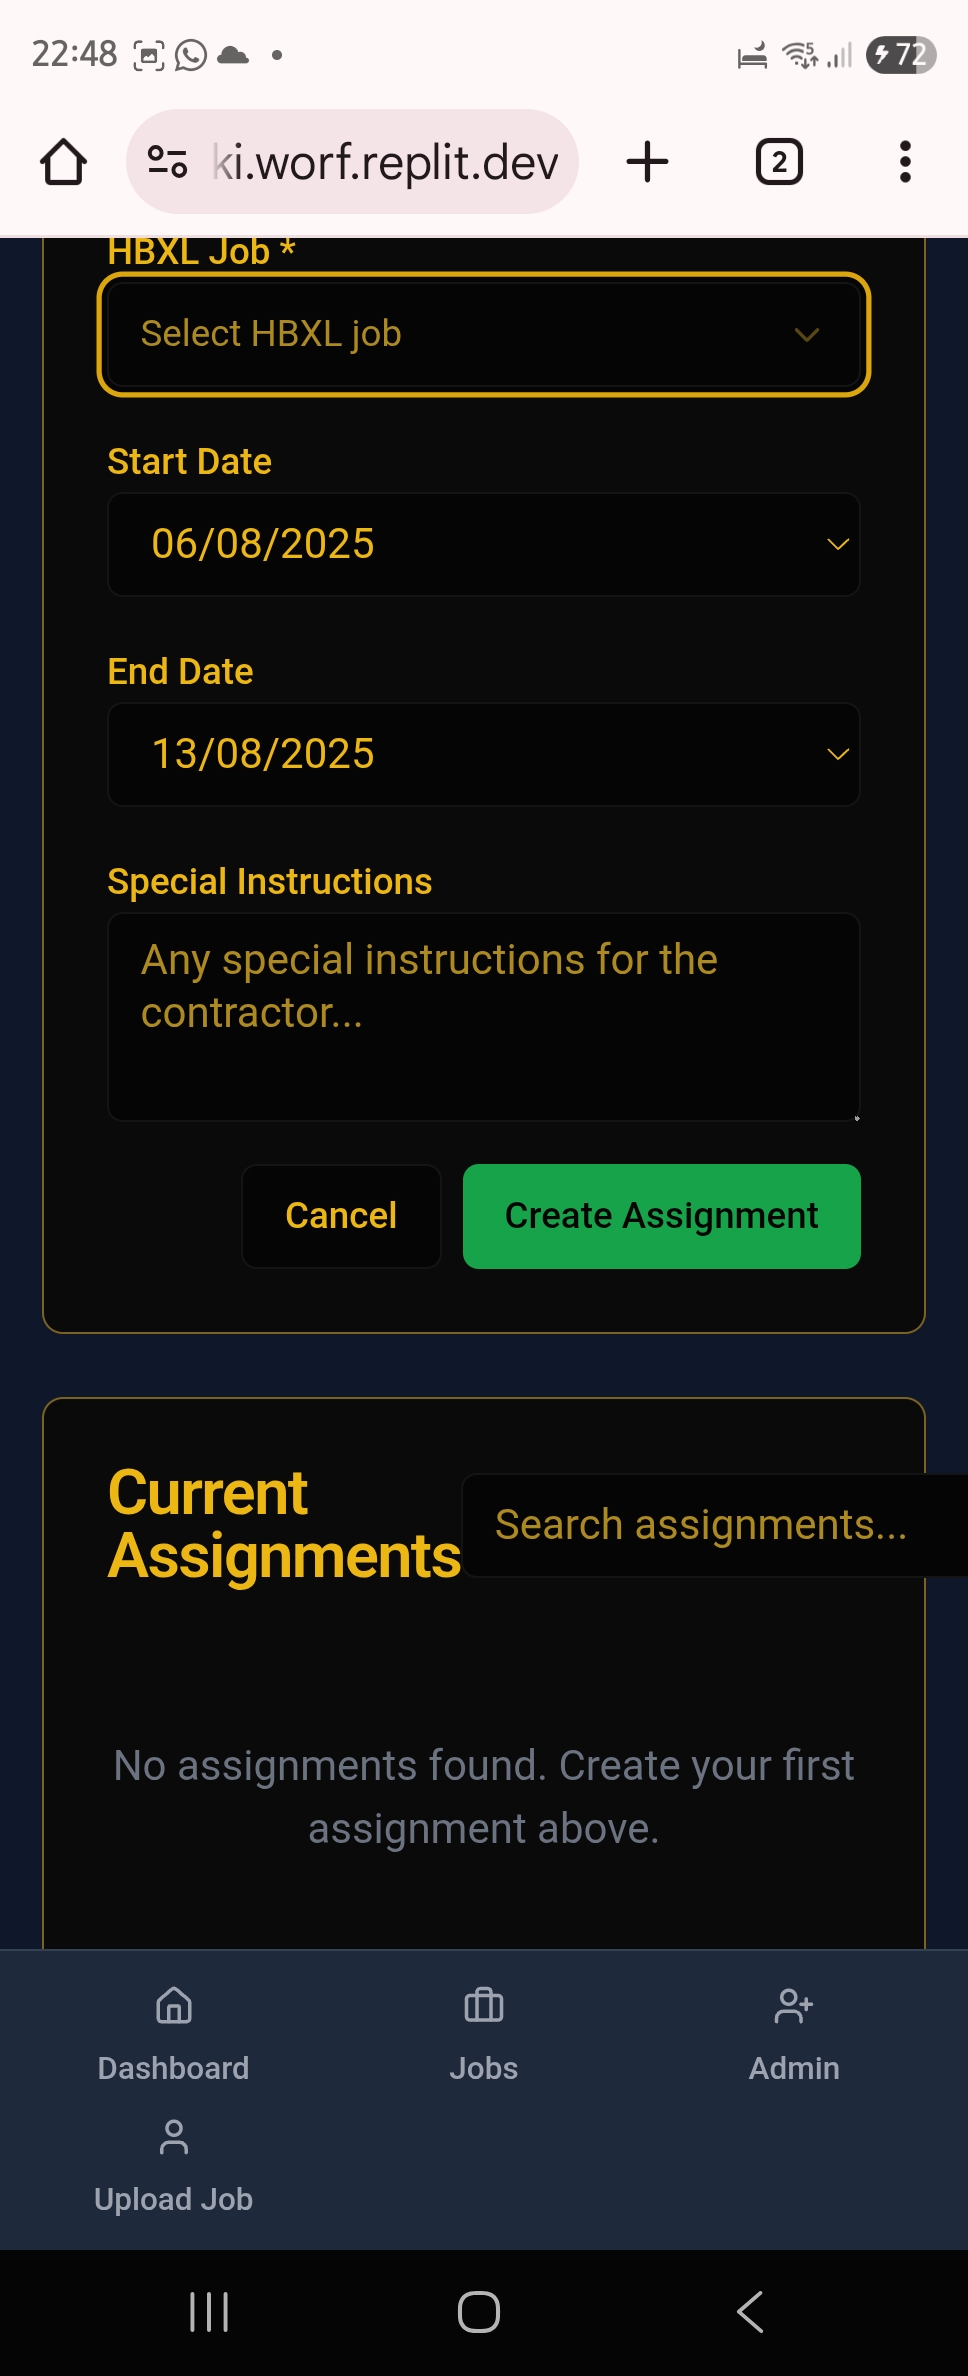 22:48
5
72
ki.worf.replit.dev
2
HBXL Job *
Select HBXL job
Start Date
06/08/2025
End Date
13/08/2025
Special Instructions
Any special instructions for the
contractor...
Cancel
Create Assignment
Current
Assignments
Search assignments...
No assignments found. Create your first
assignment above.
Dashboard
Jobs
Admin
Upload Job